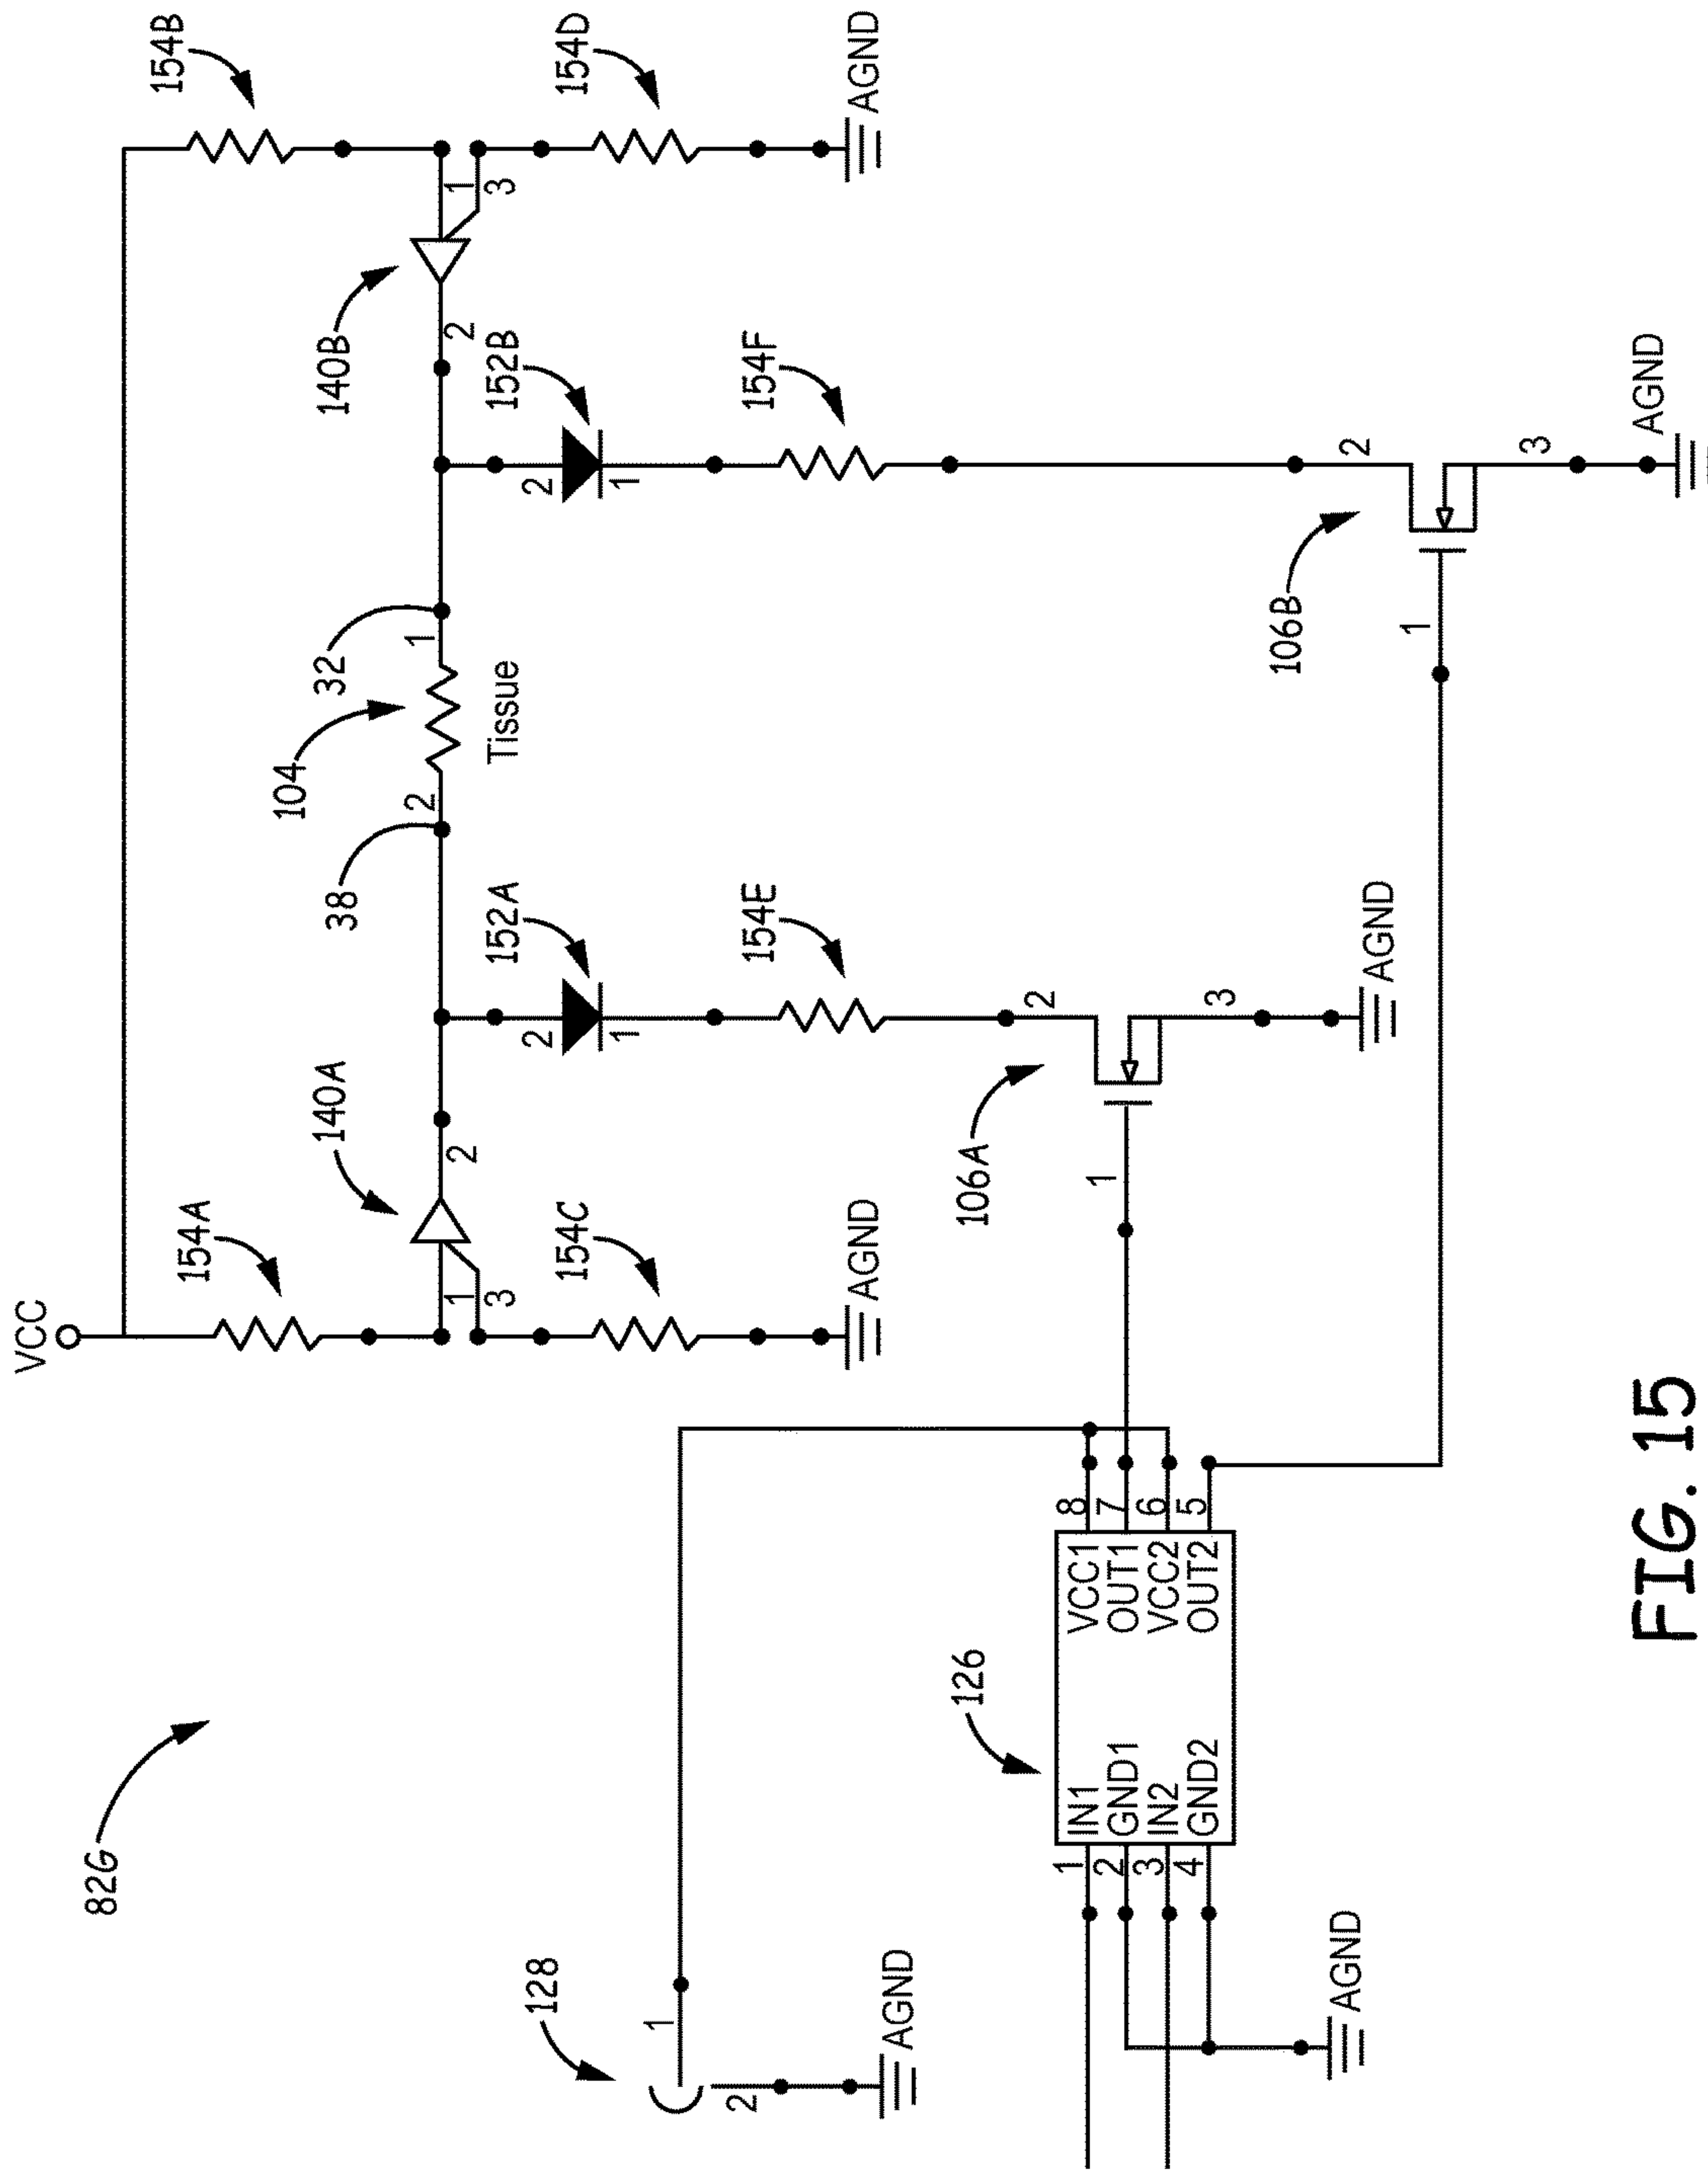 82G
VCC
154A
154B
140A
140B
1
3
2
2
1
3
154C
154D
AGND
AGND
38
104
32
2
1
Tissue
152A
152B
2
1
2
1
154E
154F
106A
106B
1
2
3
1
2
3
AGND
AGND
128
1
2
AGND
126
1
IN1
VCC1
8
2
GND1
OUT1
7
3
IN2
VCC2
6
4
GND2
OUT2
5
AGND
FIG. 15